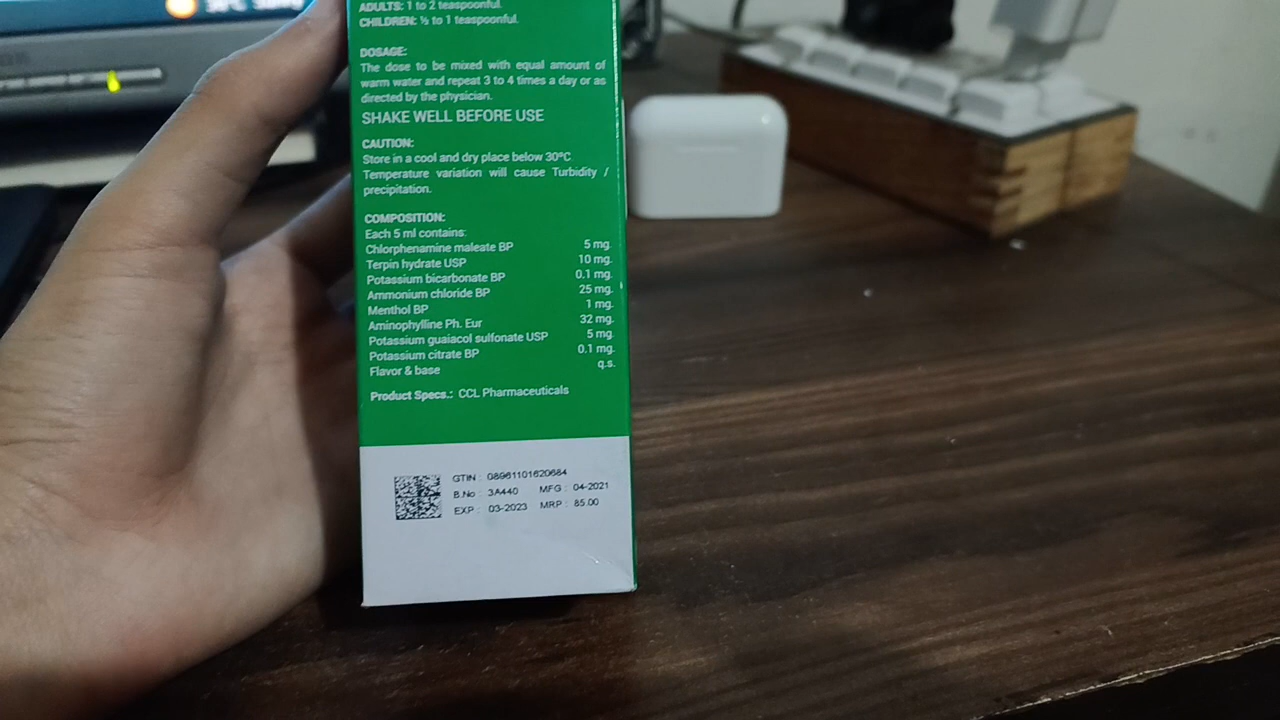 ADULTS: 1 to 2 teaspoonful.
CHILDREN: ½ to 1 teaspoonful.
DOSAGE:
The dose to be mixed with equal amount of
warm water and repeat 3 to 4 times a day or as
directed by the physician.
SHAKE WELL BEFORE USE
CAUTION:
Store in a cool and dry place below 30ºC
Temperature variation will cause Turbidity /
precipitation.
COMPOSITION:
Each 5 ml contains:
Chlorphenamine maleate BP 5 mg.
Terpin hydrate USP 10 mg.
Potassium bicarbonate BP 0.1 mg.
Ammonium chloride BP 25 mg.
Menthol BP 1 mg.
Aminophylline Ph. Eur 32 mg.
Potassium guaiacol sulfonate USP 5 mg.
Potassium citrate BP 0.1 mg.
Flavor & base q.s.
Product Specs.: CCL Pharmaceuticals
GTIN : 08961101620684
B.No : 3A440 MFG : 04-2021
EXP : 03-2023 MRP : 85.00